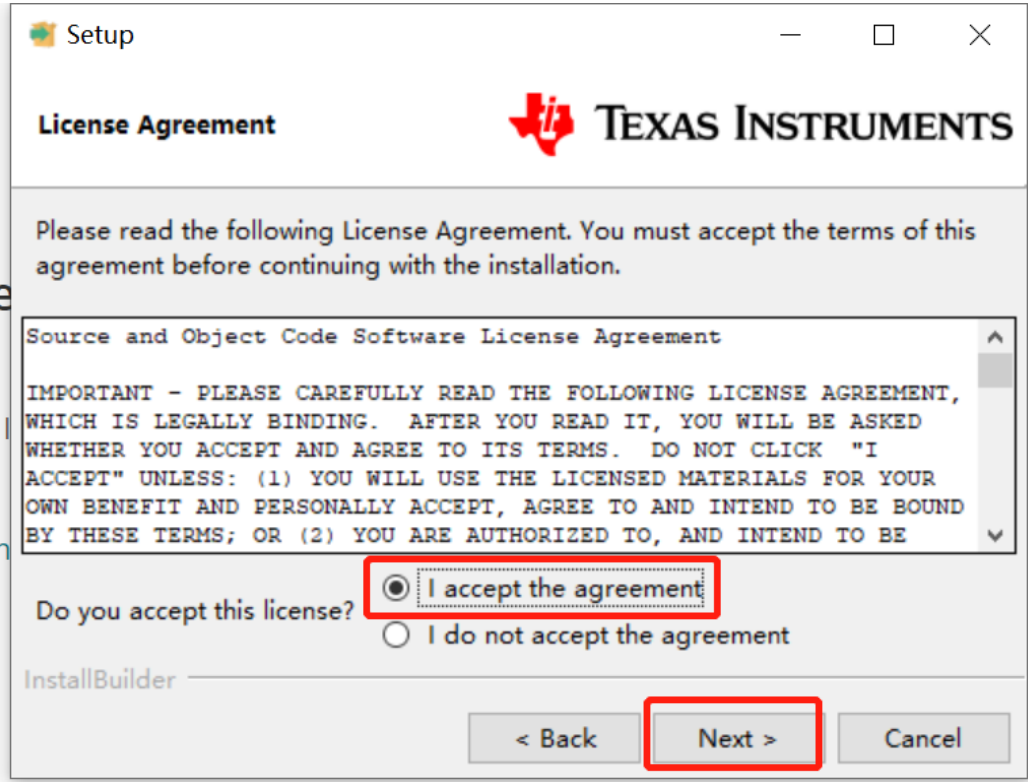 Setup
License Agreement
TEXAS INSTRUMENTS
Please read the following License Agreement. You must accept the terms of this
agreement before continuing with the installation.
Source and Object Code Software License Agreement
IMPORTANT - PLEASE CAREFULLY READ THE FOLLOWING LICENSE AGREEMENT,
WHICH IS LEGALLY BINDING.  AFTER YOU READ IT, YOU WILL BE ASKED
WHETHER YOU ACCEPT AND AGREE TO ITS TERMS.  DO NOT CLICK  "I
ACCEPT" UNLESS: (1) YOU WILL USE THE LICENSED MATERIALS FOR YOUR
OWN BENEFIT AND PERSONALLY ACCEPT, AGREE TO AND INTEND TO BE BOUND
BY THESE TERMS; OR (2) YOU ARE AUTHORIZED TO, AND INTEND TO BE
Do you accept this license?
I accept the agreement
I do not accept the agreement
InstallBuilder
< Back
Next >
Cancel